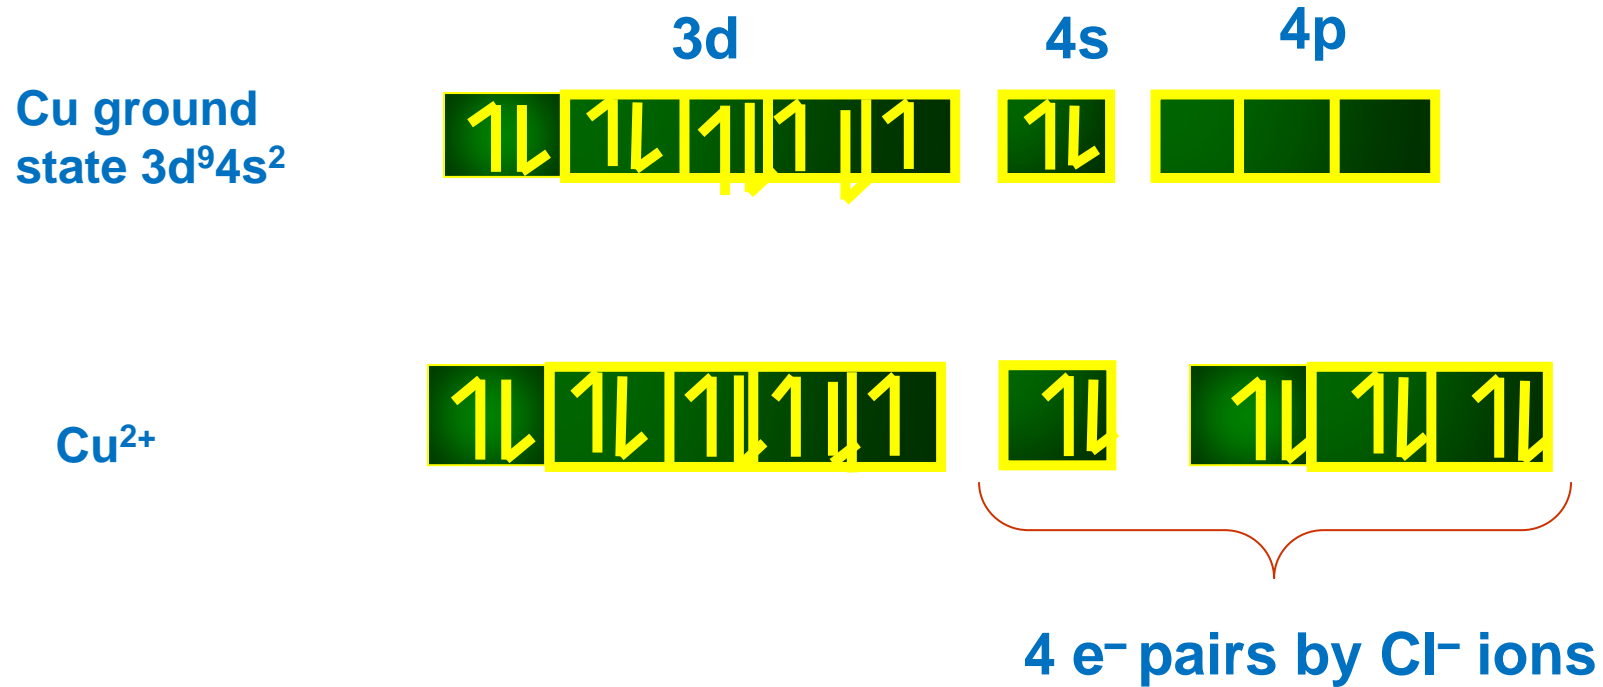 3d 4s 4p
Cu ground
state 3d⁹4s²
Cu²⁺
4 e⁻ pairs by Cl⁻ ions